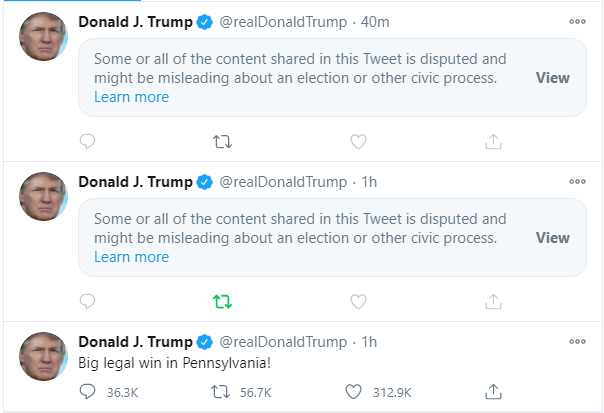 Donald J. Trump @realDonaldTrump · 40m
Some or all of the content shared in this Tweet is disputed and
might be misleading about an election or other civic process.
View
Learn more
Donald J. Trump @realDonaldTrump · 1h
Some or all of the content shared in this Tweet is disputed and
might be misleading about an election or other civic process.
View
Learn more
Donald J. Trump @realDonaldTrump · 1h
Big legal win in Pennsylvania!
36.3K 56.7K 312.9K